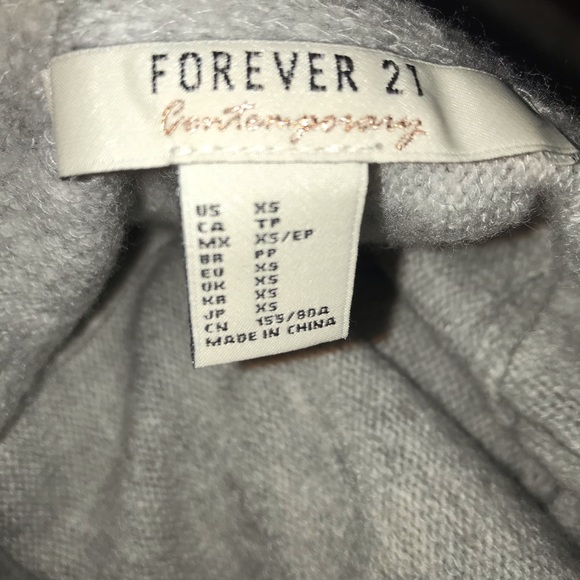 FOREVER 21
Contemporary
US XS
CA TP
MX XS/EP
BR PP
EU XS
UK XS
KR XS
JP XS
CN 155/80A
MADE IN CHINA